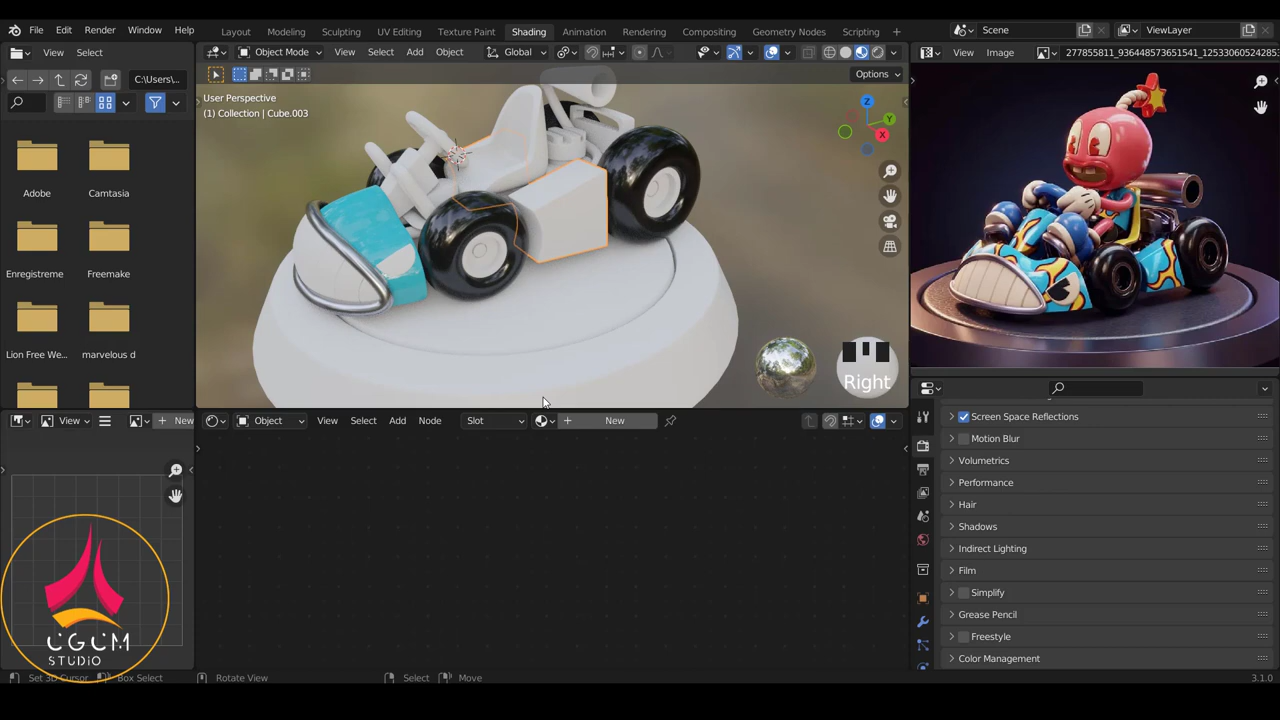 File Edit Render Window Help Layout Modeling Sculpting UV Editing Texture Paint Shading Animation Rendering Compositing Geometry Nodes Scripting Scene ViewLayer
View Select Object Mode View Select Add Object Global View Image 277855811_936448573651541_125330605242285
C:\Users\... Options
User Perspective
(1) Collection | Cube.003
Z
Y
X
Adobe Camtasia
Enregistreme Freemake
Lion Free We... marvelous d
Right
View New Object View Select Add Node Slot New
Screen Space Reflections
Motion Blur
Volumetrics
Performance
Hair
Shadows
Indirect Lighting
Film
Simplify
Grease Pencil
Freestyle
Color Management
CGCM
STUDIO
Set 3D Cursor Box Select Rotate View Select Move 3.1.0